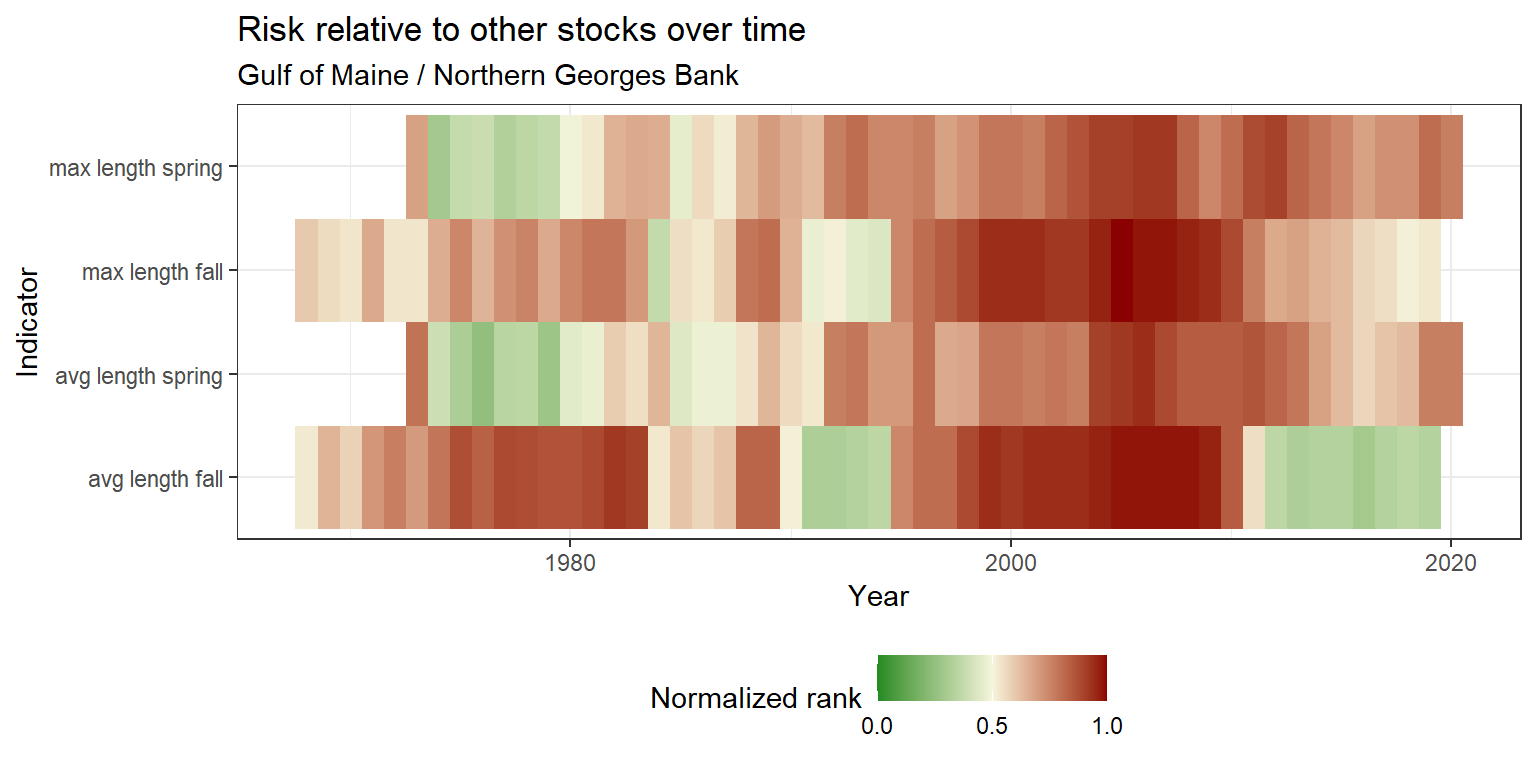 Risk relative to other stocks over time
Gulf of Maine / Northern Georges Bank
Indicator
max length spring
max length fall
avg length spring
avg length fall
1980 2000 2020
Year
Normalized rank
0.0 0.5 1.0